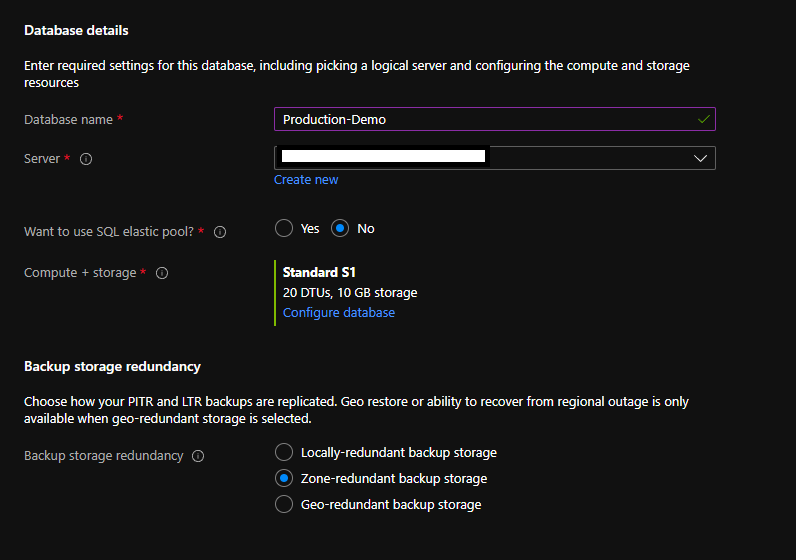 Database details
Enter required settings for this database, including picking a logical server and configuring the compute and storage
resources
Database name *
Production-Demo
Server *
Create new
Want to use SQL elastic pool? *
Yes
No
Compute + storage *
Standard S1
20 DTUs, 10 GB storage
Configure database
Backup storage redundancy
Choose how your PITR and LTR backups are replicated. Geo restore or ability to recover from regional outage is only
available when geo-redundant storage is selected.
Backup storage redundancy
Locally-redundant backup storage
Zone-redundant backup storage
Geo-redundant backup storage